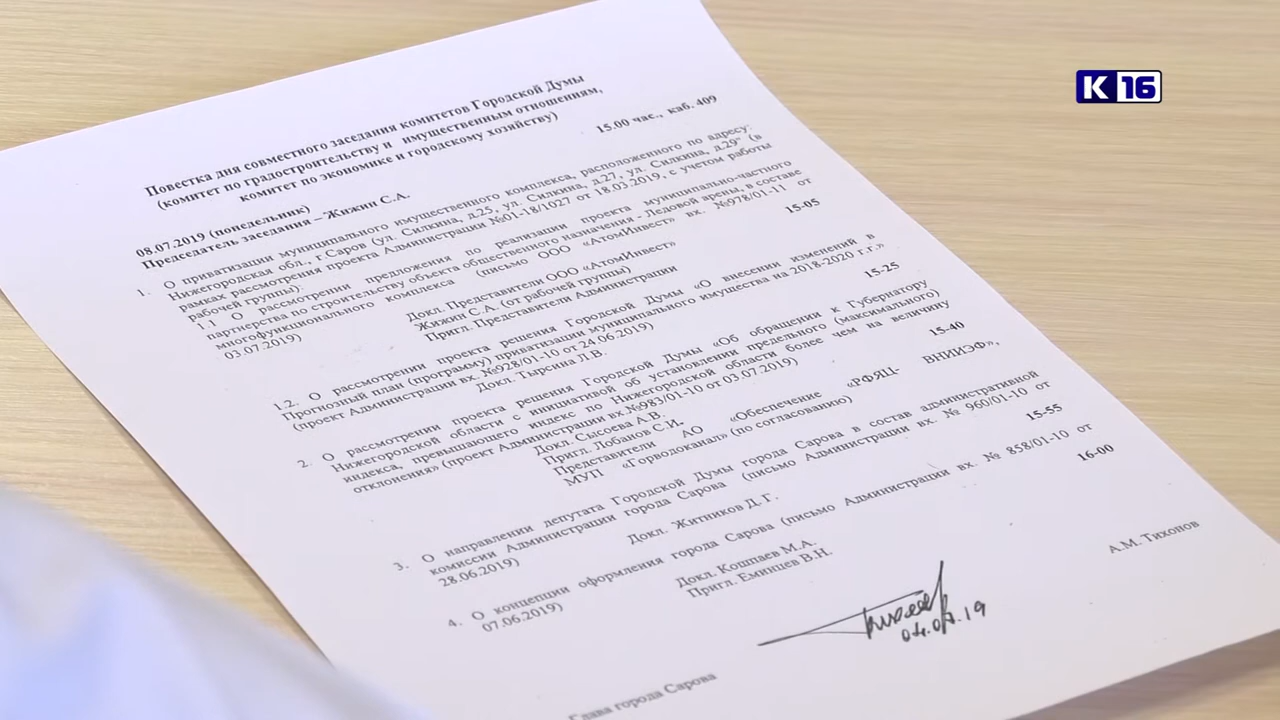 К 16
Повестка дня совместного заседания комитетов Городской Думы
(комитет по градостроительству и имущественным отношениям,
комитет по экономике и городскому хозяйству)
08.07.2019 (понедельник) 15.00 час., каб. 409
Председатель заседания – Жижин С.А.
1. О приватизации муниципального имущественного комплекса, расположенного по адресу:
Нижегородская обл., г Саров (ул. Силкина, д.25, ул. Силкина, д.27, ул. Силкина, д.29" (в
рамках рассмотрения проекта Администрации №01-18/1027 от 18.03.2019, с учетом работы
рабочей группы).
1.1 О рассмотрении предложения по реализации проекта муниципально-частного
партнерства по строительству объекта общественного назначения - Ледовой арены, в составе
многофункционального комплекса (письмо ООО «АтомИнвест» вх. №978/01-11 от
03.07.2019) 15-05
Докл. Представители ООО «АтомИнвест»
Жижин С.А. (от рабочей группы)
Пригл. Представители Администрации
1.2. О рассмотрении проекта решения Городской Думы «О внесении изменений в
Прогнозный план (программу) приватизации муниципального имущества на 2018-2020 г.г.»
(проект Администрации вх. №928/01-10 от 24.06.2019) 15-25
Докл. Тырсина Л.В.
2. О рассмотрении проекта решения Городской Думы «Об обращении к Губернатору
Нижегородской области с инициативой об установлении предельного (максимального)
индекса, превышающего индекс по Нижегородской области более чем на величину
отклонения» (проект Администрации вх.№983/01-10 от 03.07.2019) 15-40
Докл. Сысоева А.В.
Пригл. Лобанов С.И.
Представители АО «Обеспечение «РФЯЦ- ВНИИЭФ»,
МУП «Горводоканал» (по согласованию)
3. О направлении депутата Городской Думы города Сарова в состав административной
комиссии Администрации города Сарова (письмо Администрации вх. № 960/01-10 от
28.06.2019) 15-55
Докл. Житников Д. Г.
4. О концепции оформления города Сарова (письмо Администрации вх. № 858/01-10 от
07.06.2019) 16-00
Докл. Кошпаев М.А.
Пригл. Еминцев В.Н.
04.07.19
Глава города Сарова А.М. Тихонов